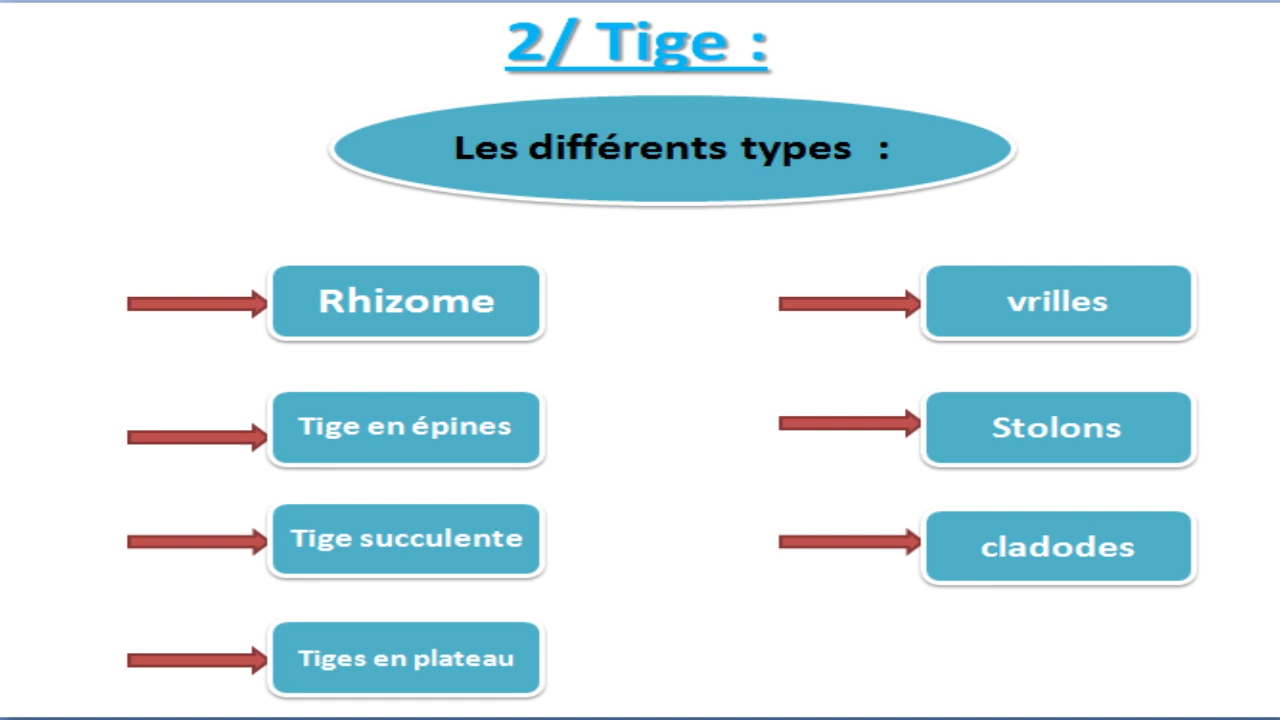 2/ Tige :
Les différents types :
Rhizome
Tige en épines
Tige succulente
Tiges en plateau
vrilles
Stolons
cladodes